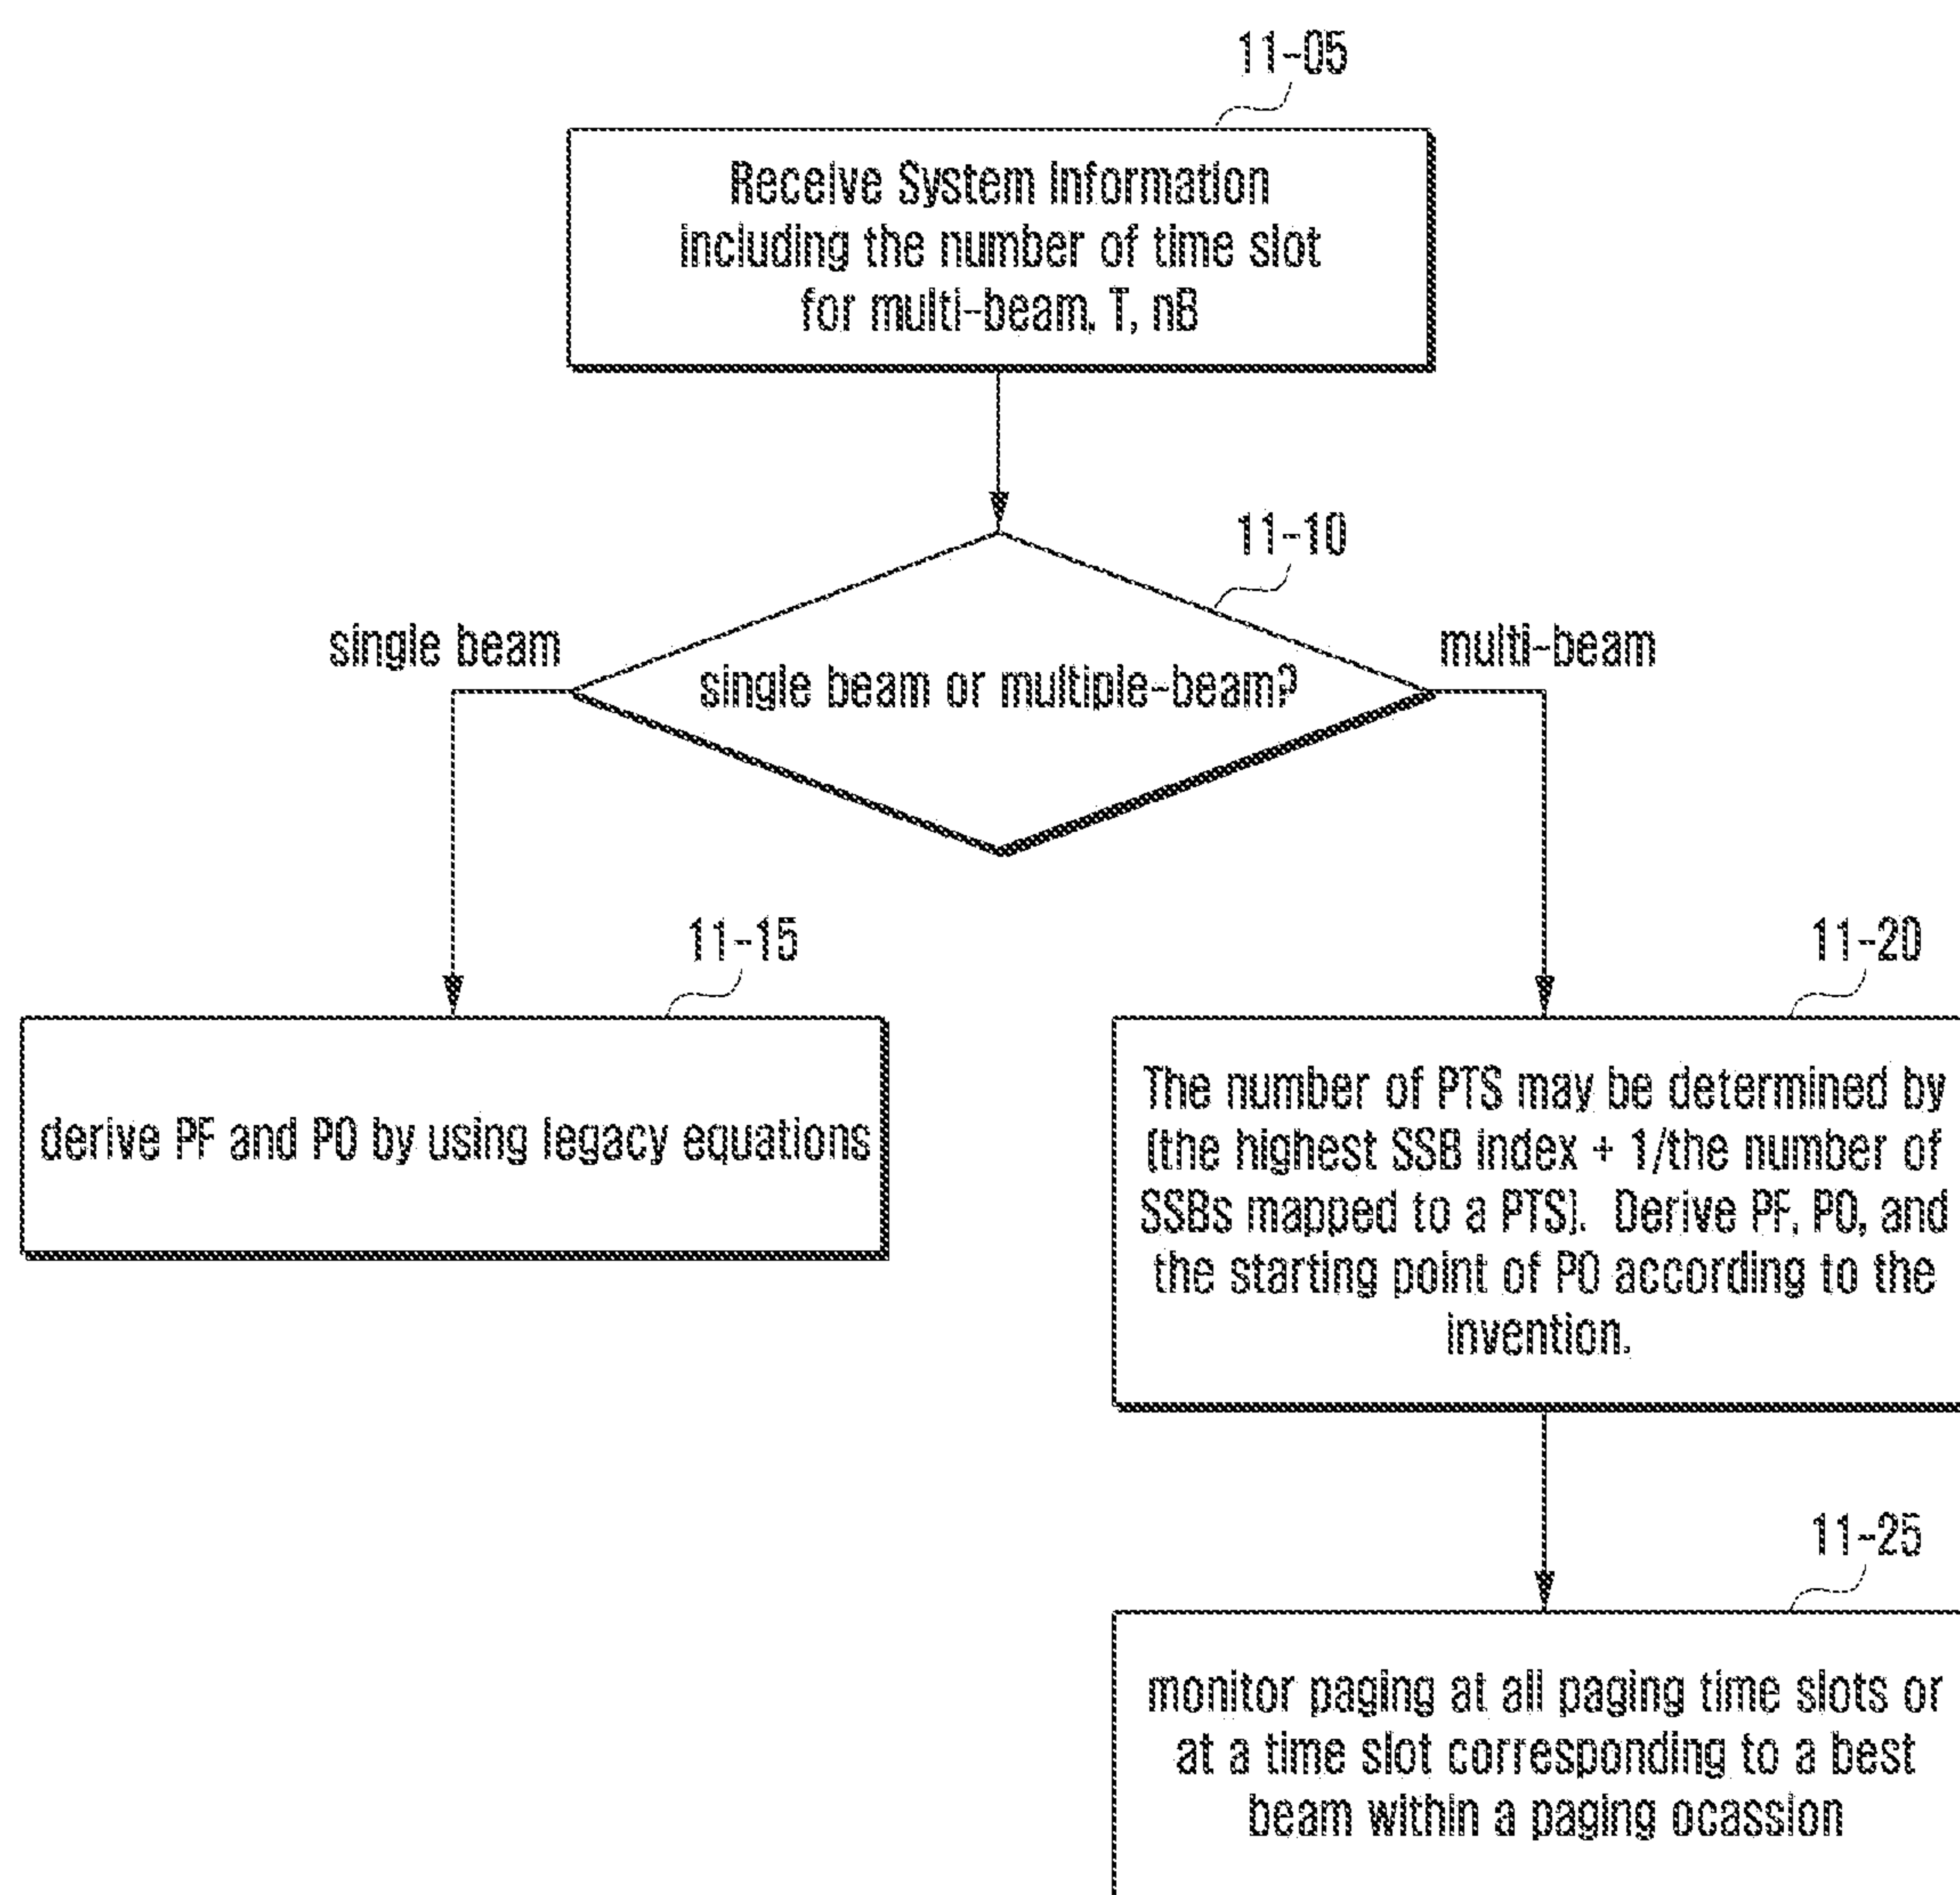 11-05
Receive System Information
including the number of time slot
for multi-beam, T, nB
11-10
single beam
multi-beam
single beam or multiple-beam?
11-15
11-20
derive PF and PO by using legacy equations
The number of PTS may be determined by
(the highest SSB index + 1/the number of
SSBs mapped to a PTS). Derive PF, PO, and
the starting point of PO according to the
invention.
11-25
monitor paging at all paging time slots or
at a time slot corresponding to a best
beam within a paging ocassion